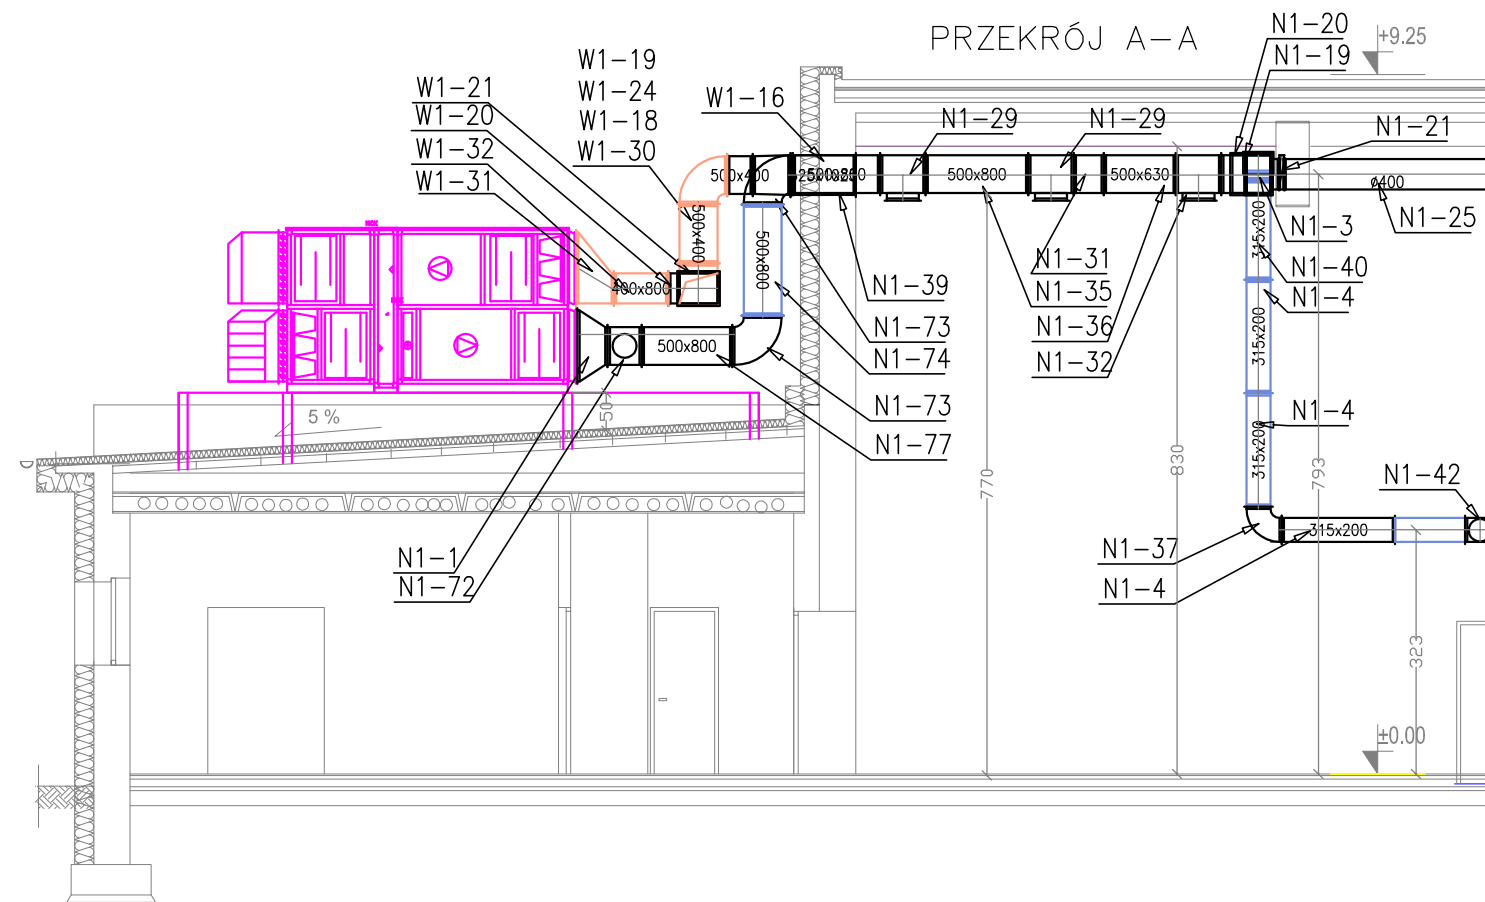 PRZEKRÓJ A-A
N1-20
+9.25
N1-19
W1-19
W1-24
W1-18
W1-30
W1-21
W1-20
W1-32
W1-31
W1-16
N1-29
N1-29
N1-21
500x400
500x800
500x630
ø400
N1-25
N1-3
315x200
500x400
500x800
N1-31
N1-40
N1-39
N1-35
N1-4
400x800
N1-73
N1-36
315x200
500x800
N1-74
N1-32
N1-73
N1-4
5 %
50
N1-77
315x200
830
793
770
N1-42
315x200
N1-1
N1-72
N1-37
N1-4
323
±0.00